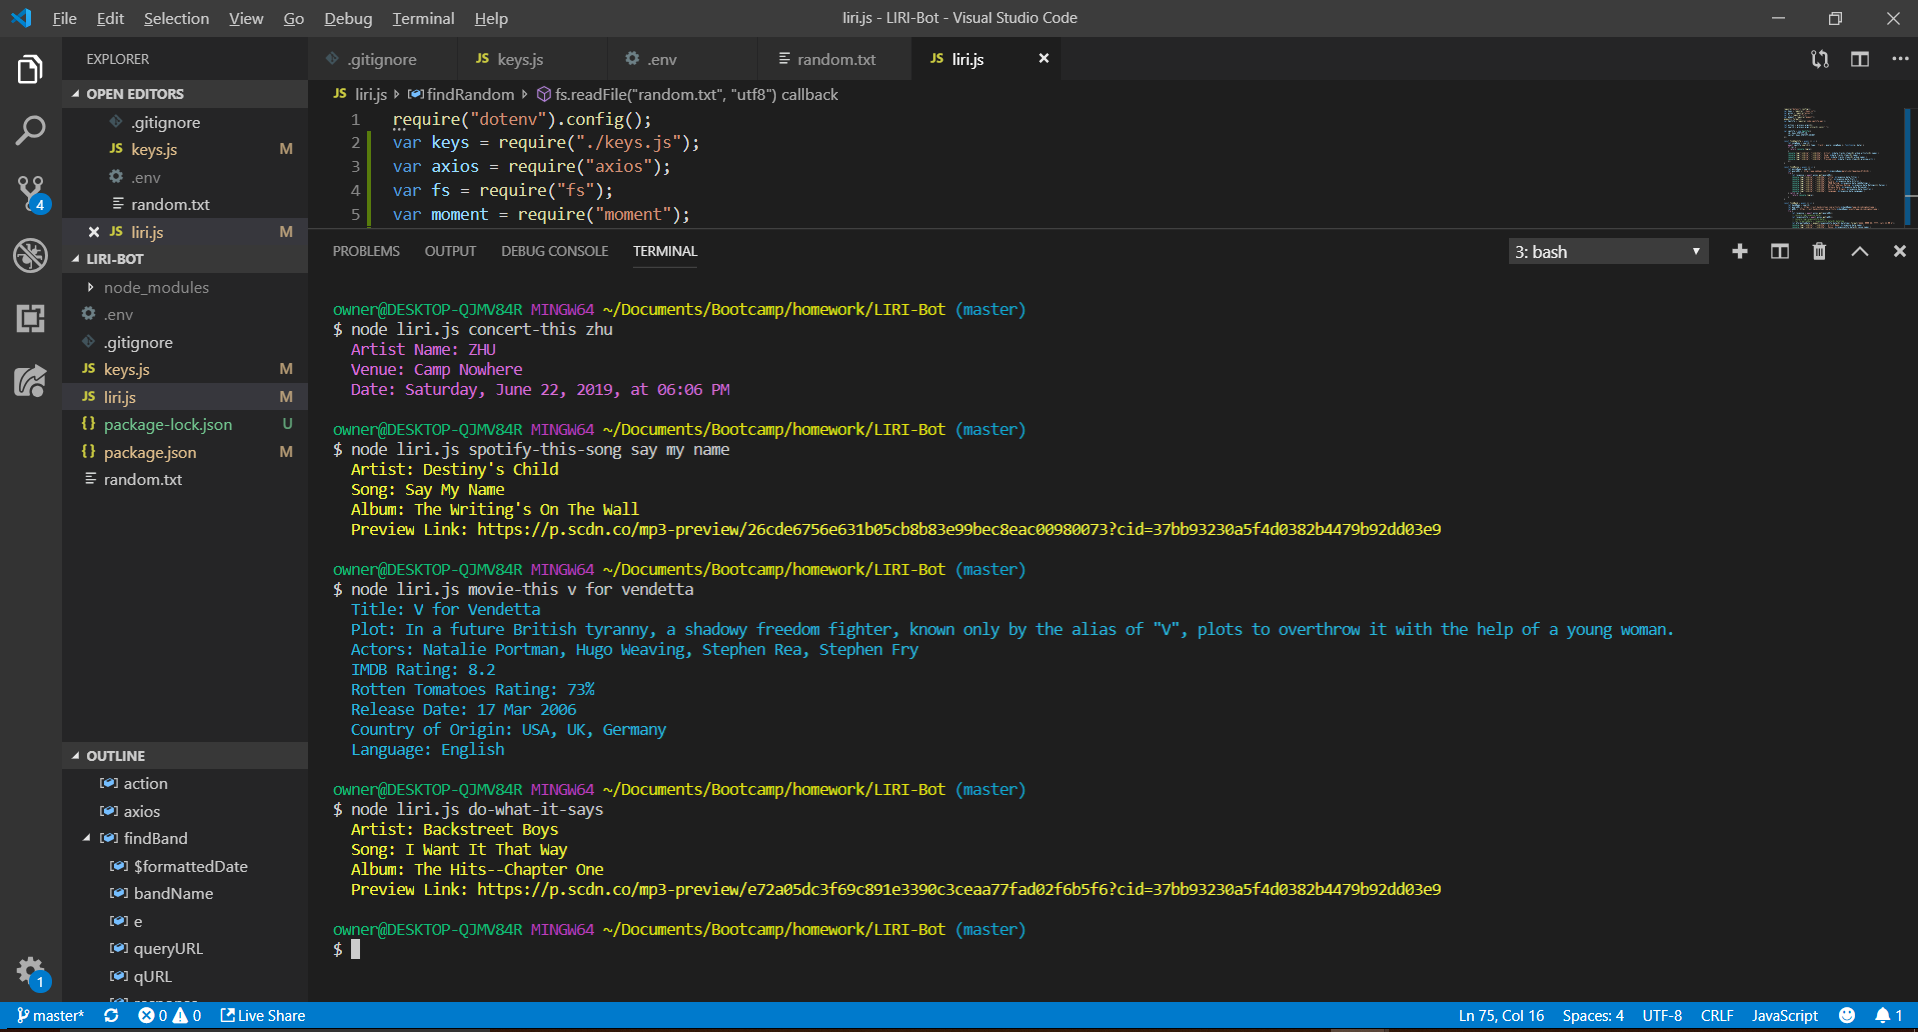 File Edit Selection View Go Debug Terminal Help
liri.js - LIRI-Bot - Visual Studio Code
EXPLORER
OPEN EDITORS
.gitignore
JS keys.js M
.env
random.txt
JS liri.js M
LIRI-BOT
node_modules
.env
.gitignore
JS keys.js M
JS liri.js M
{} package-lock.json U
{} package.json M
random.txt
OUTLINE
action
axios
findBand
$formattedDate
bandName
e
queryURL
qURL
4
1
.gitignore JS keys.js .env random.txt JS liri.js
JS liri.js findRandom fs.readFile("random.txt", "utf8") callback
1 require("dotenv").config();
2 var keys = require("./keys.js");
3 var axios = require("axios");
4 var fs = require("fs");
5 var moment = require("moment");
PROBLEMS OUTPUT DEBUG CONSOLE TERMINAL 3: bash
owner@DESKTOP-QJMV84R MINGW64 ~/Documents/Bootcamp/homework/LIRI-Bot (master)
$ node liri.js concert-this zhu
Artist Name: ZHU
Venue: Camp Nowhere
Date: Saturday, June 22, 2019, at 06:06 PM
owner@DESKTOP-QJMV84R MINGW64 ~/Documents/Bootcamp/homework/LIRI-Bot (master)
$ node liri.js spotify-this-song say my name
Artist: Destiny's Child
Song: Say My Name
Album: The Writing's On The Wall
Preview Link: https://p.scdn.co/mp3-preview/26cde6756e631b05cb8b83e99bec8eac00980073?cid=37bb93230a5f4d0382b4479b92dd03e9
owner@DESKTOP-QJMV84R MINGW64 ~/Documents/Bootcamp/homework/LIRI-Bot (master)
$ node liri.js movie-this v for vendetta
Title: V for Vendetta
Plot: In a future British tyranny, a shadowy freedom fighter, known only by the alias of "V", plots to overthrow it with the help of a young woman.
Actors: Natalie Portman, Hugo Weaving, Stephen Rea, Stephen Fry
IMDB Rating: 8.2
Rotten Tomatoes Rating: 73%
Release Date: 17 Mar 2006
Country of Origin: USA, UK, Germany
Language: English
owner@DESKTOP-QJMV84R MINGW64 ~/Documents/Bootcamp/homework/LIRI-Bot (master)
$ node liri.js do-what-it-says
Artist: Backstreet Boys
Song: I Want It That Way
Album: The Hits--Chapter One
Preview Link: https://p.scdn.co/mp3-preview/e72a05dc3f69c891e3390c3ceaa77fad02f6b5f6?cid=37bb93230a5f4d0382b4479b92dd03e9
owner@DESKTOP-QJMV84R MINGW64 ~/Documents/Bootcamp/homework/LIRI-Bot (master)
$
master* 0 0 Live Share Ln 75, Col 16 Spaces: 4 UTF-8 CRLF JavaScript 1